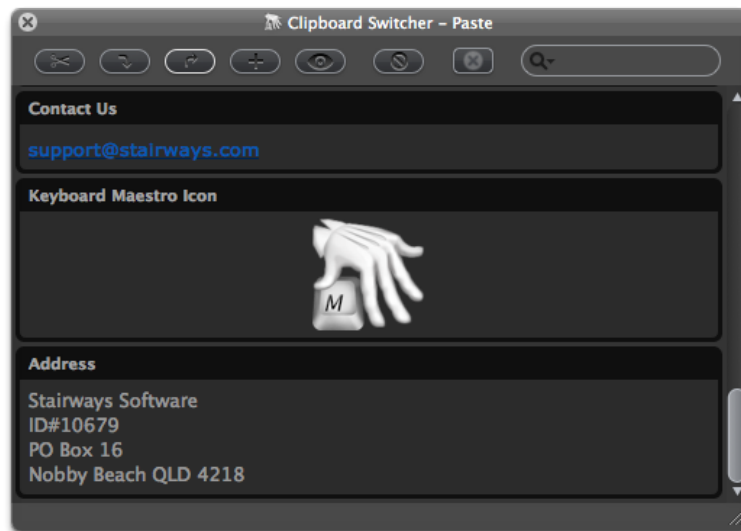 Clipboard Switcher – Paste
Contact Us
support@stairways.com
Keyboard Maestro Icon
M
Address
Stairways Software
ID#10679
PO Box 16
Nobby Beach QLD 4218